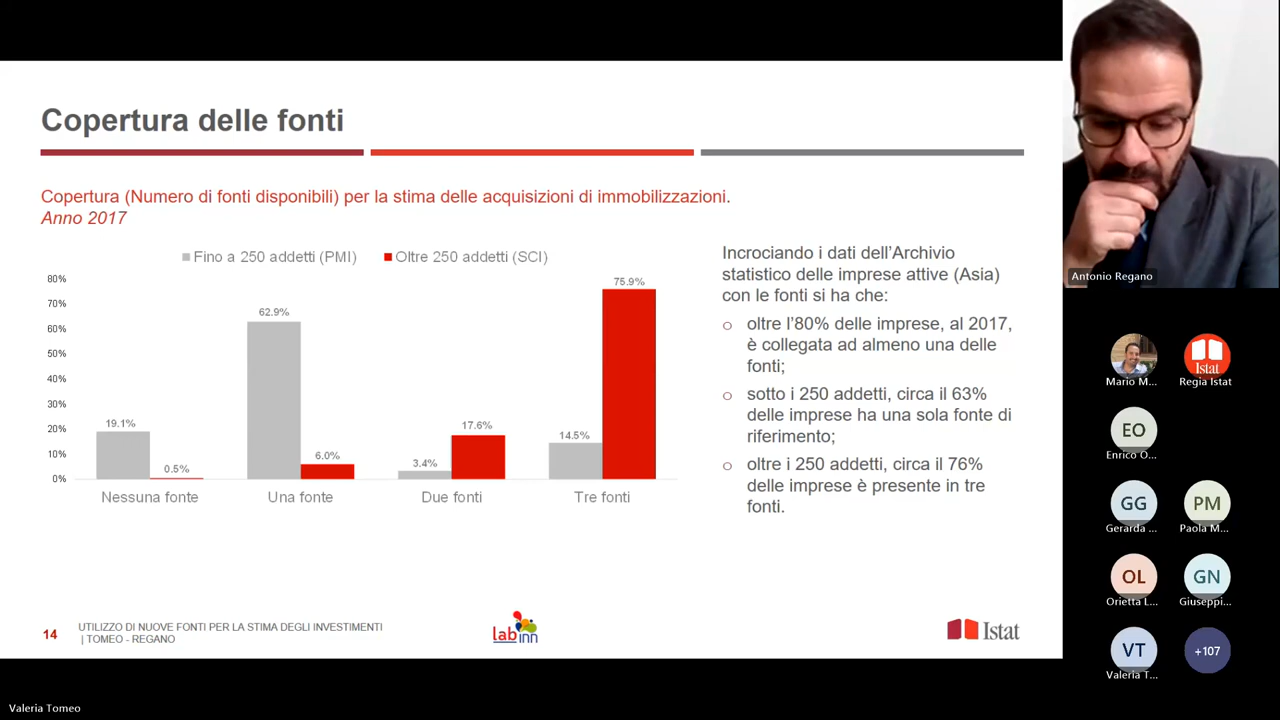 Copertura delle fonti
Copertura (Numero di fonti disponibili) per la stima delle acquisizioni di immobilizzazioni.
Anno 2017
Fino a 250 addetti (PMI)
Oltre 250 addetti (SCI)
80%
70%
60%
50%
40%
30%
20%
10%
0%
19.1%
0.5%
62.9%
6.0%
3.4%
17.6%
14.5%
75.9%
Nessuna fonte
Una fonte
Due fonti
Tre fonti
Incrociando i dati dell'Archivio
statistico delle imprese attive (Asia)
con le fonti si ha che:
oltre l'80% delle imprese, al 2017,
è collegata ad almeno una delle
fonti;
sotto i 250 addetti, circa il 63%
delle imprese ha una sola fonte di
riferimento;
oltre i 250 addetti, circa il 76%
delle imprese è presente in tre
fonti.
14
UTILIZZO DI NUOVE FONTI PER LA STIMA DEGLI INVESTIMENTI
| TOMEO - REGANO
lab inn
Istat
Antonio Regano
Mario M...
Istat
Regia Istat
EO
Enrico O...
GG
Gerarda ...
PM
Paola M...
OL
Orietta L...
GN
Giuseppi...
VT
Valeria T...
+107
Valeria Tomeo